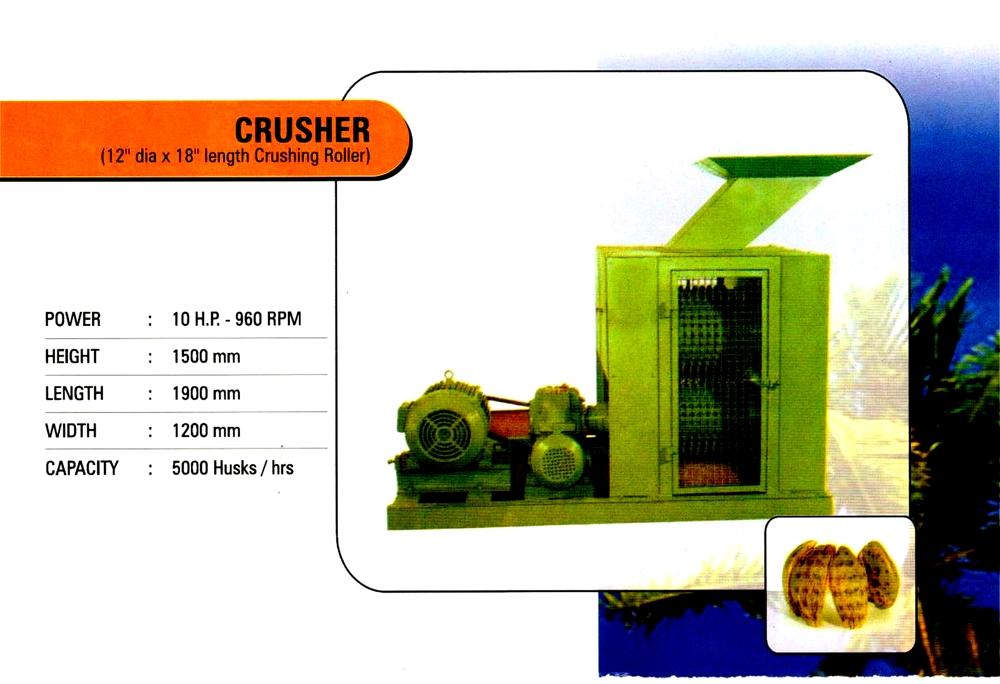 CRUSHER
(12" dia x 18" length Crushing Roller)
POWER : 10 H.P. - 960 RPM
HEIGHT : 1500 mm
LENGTH : 1900 mm
WIDTH : 1200 mm
CAPACITY : 5000 Husks / hrs